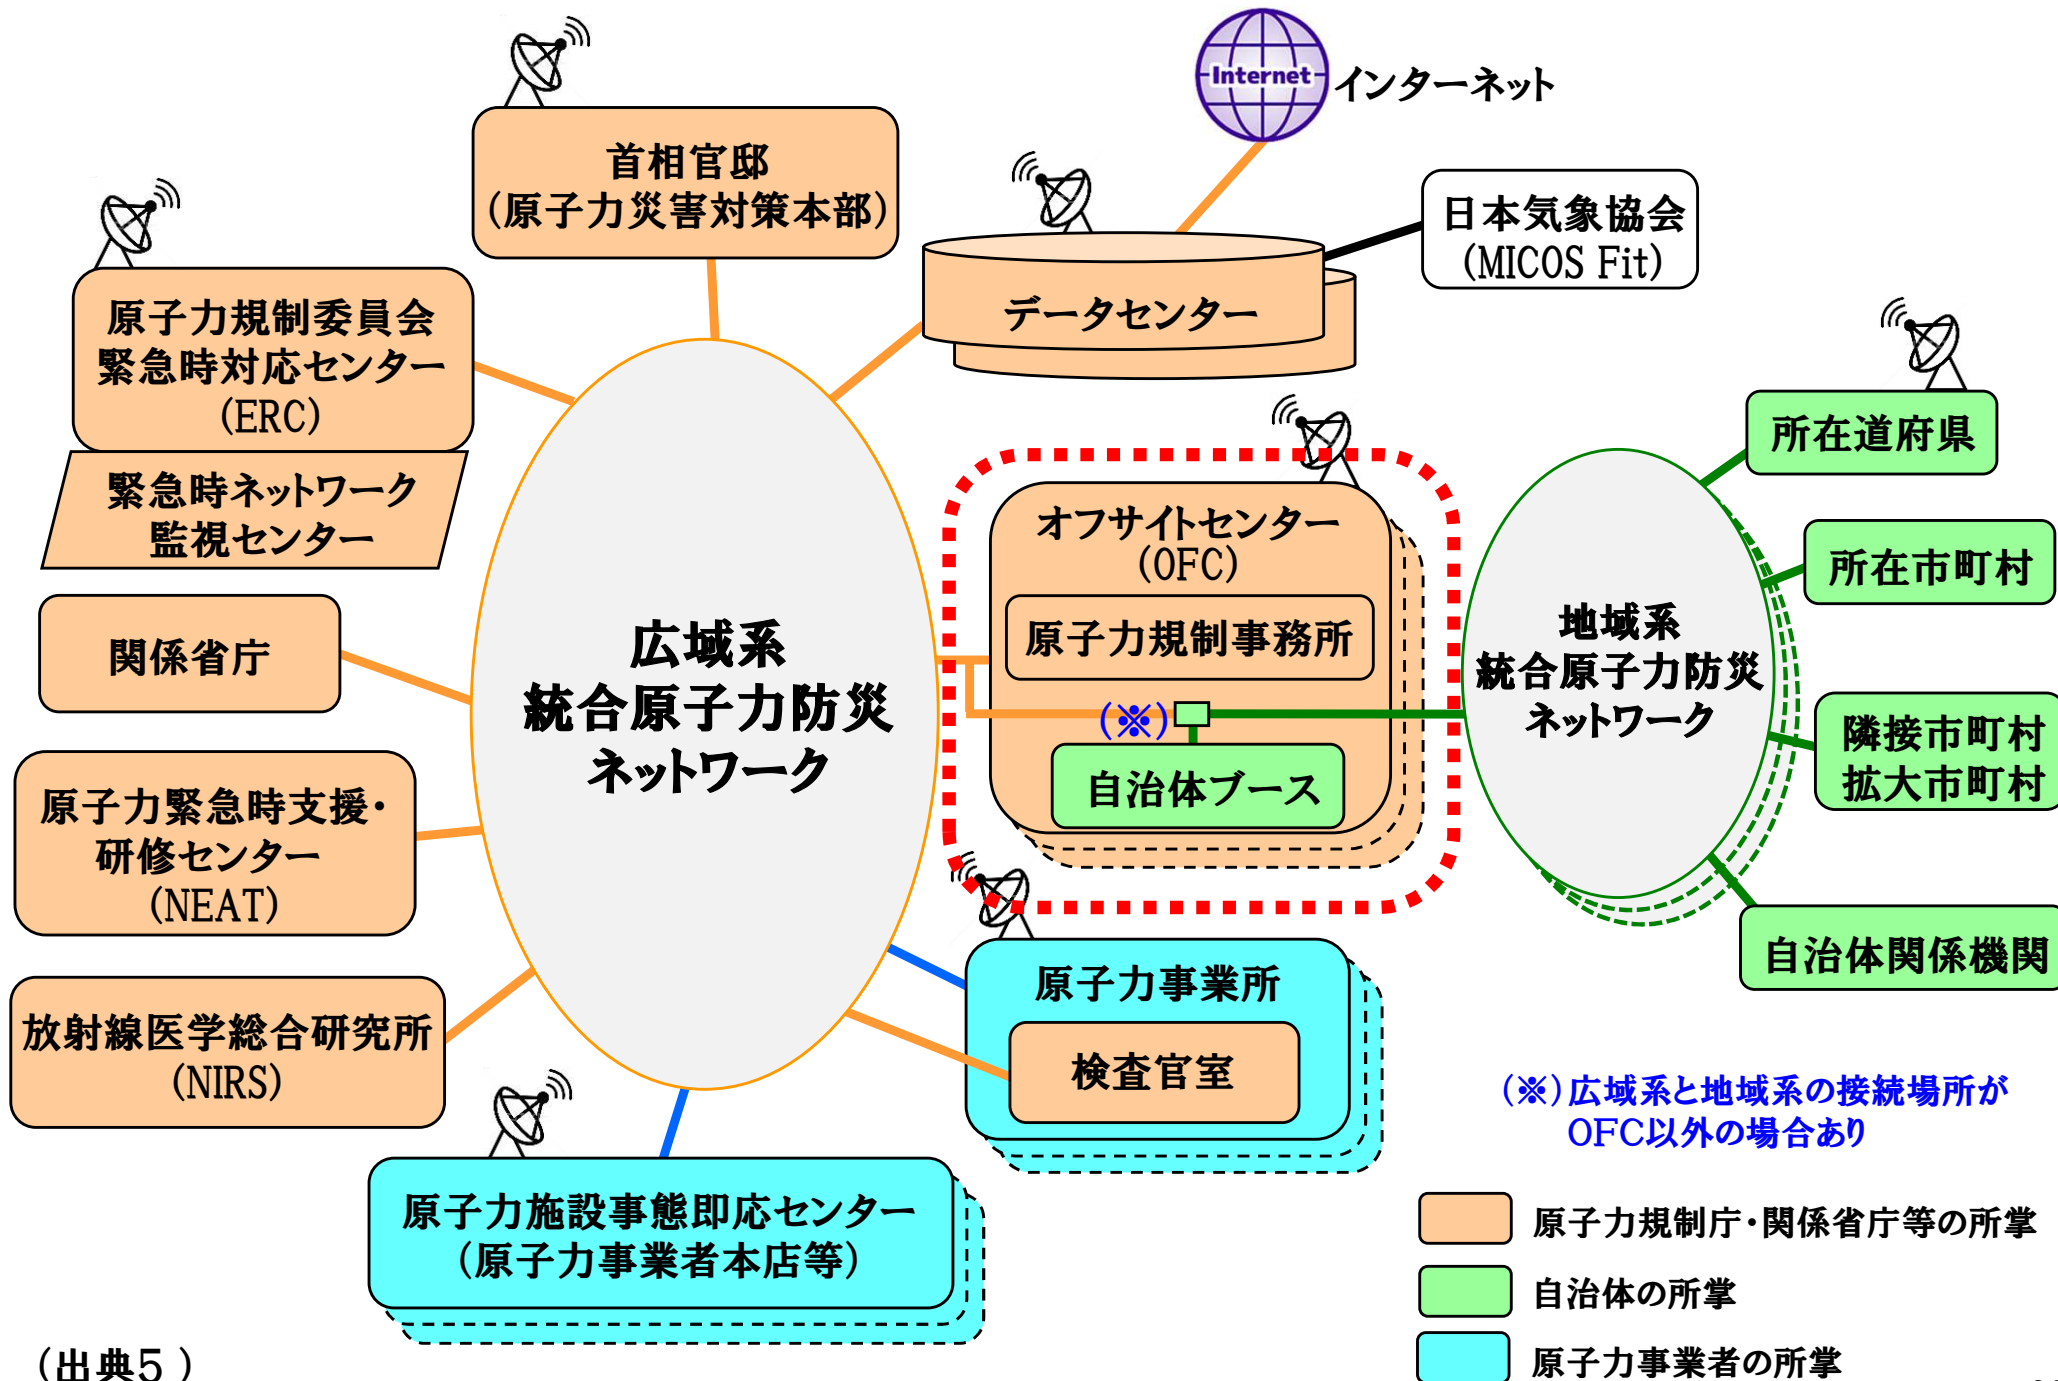 Internet
インターネット
首相官邸
(原子力災害対策本部)
日本気象協会
(MICOS Fit)
データセンター
原子力規制委員会
緊急時対応センター
(ERC)
緊急時ネットワーク
監視センター
関係省庁
原子力緊急時支援・
研修センター
(NEAT)
放射線医学総合研究所
(NIRS)
広域系
統合原子力防災
ネットワーク
オフサイトセンター
(OFC)
原子力規制事務所
(※)
自治体ブース
地域系
統合原子力防災
ネットワーク
所在道府県
所在市町村
隣接市町村
拡大市町村
自治体関係機関
原子力事業所
検査官室
原子力施設事態即応センター
(原子力事業者本店等)
(※)広域系と地域系の接続場所が
OFC以外の場合あり
原子力規制庁・関係省庁等の所掌
自治体の所掌
原子力事業者の所掌
(出典5 )